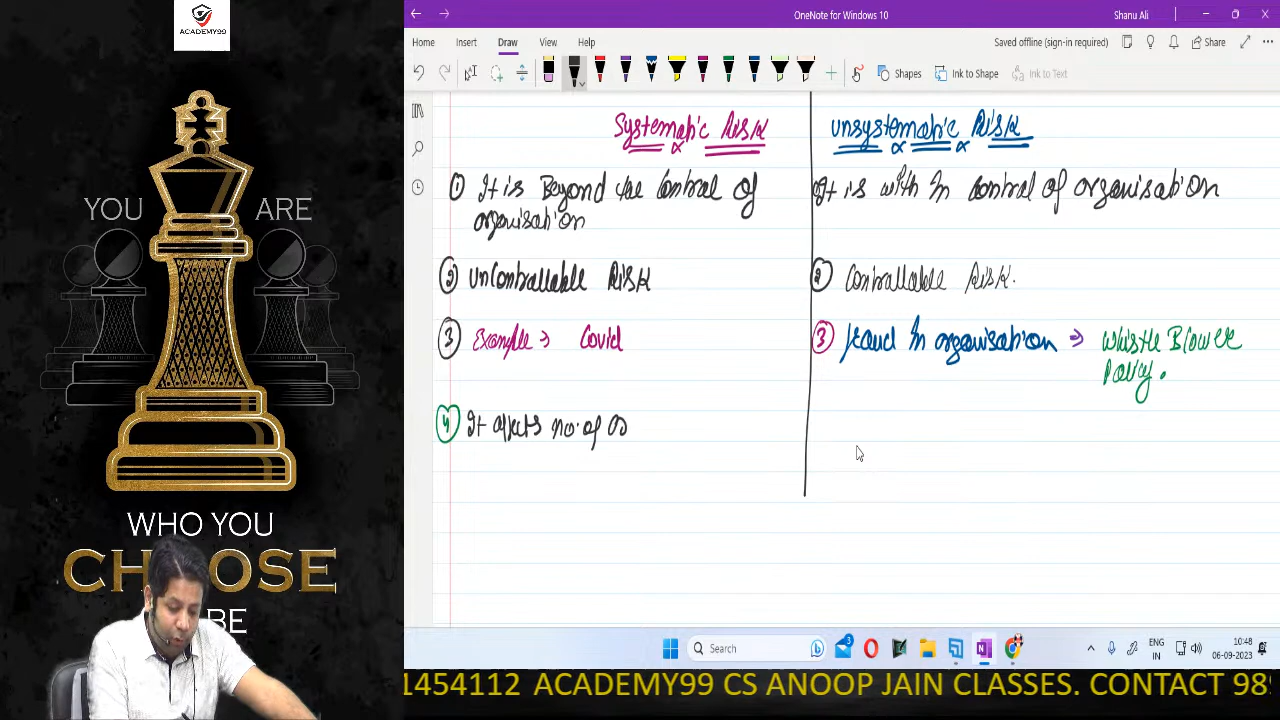 ACADEMY99
YOU ARE
WHO YOU
CHOOSE
BE
OneNote for Windows 10
Shanu Ali
Home Insert Draw View Help
Saved offline (sign-in required)
Share
Shapes
Ink to Shape
Ink to Text
Systematic Risk
Unsystematic Risk
① It is Beyond the Control of
organisation
It is with In control of organisation
② UnControllable Risk
② Controllable Risk.
③ Example → Covid
③ fraud In organisation ⇒ Whistle Blower
Policy.
④ It affects no. of
Search
3
ENG
IN
10:48
06-09-2023
1454112 ACADEMY99 CS ANOOP JAIN CLASSES. CONTACT 98